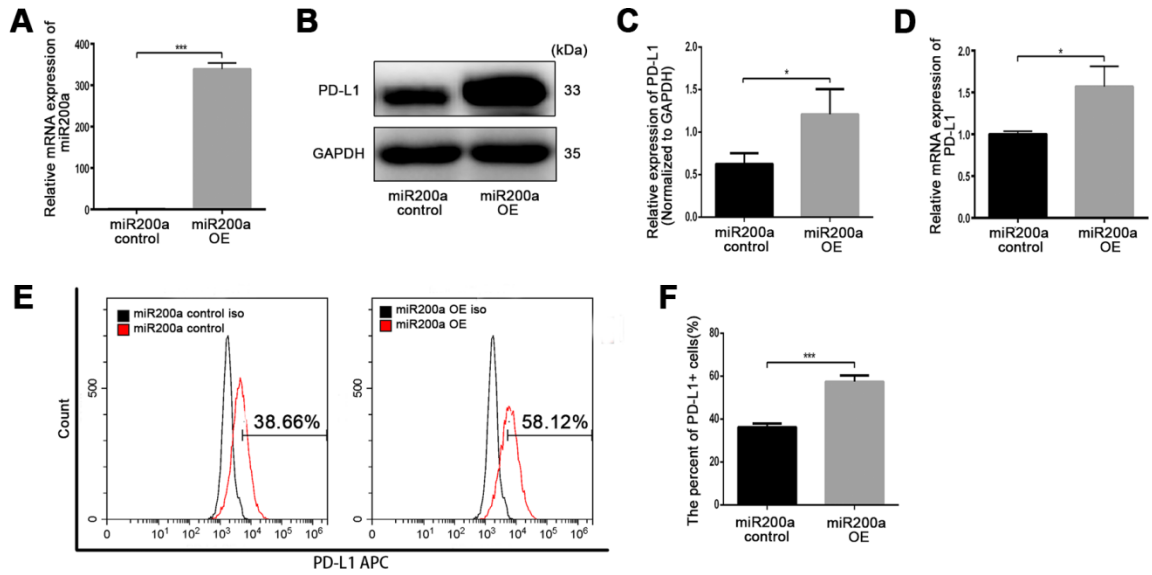 A
Relative mRNA expression of
miR200a
400
300
200
100
0
***
miR200a
control
miR200a
OE
B
(kDa)
PD-L1
33
GAPDH
35
miR200a
control
miR200a
OE
C
Relative expression of PD-L1
(Normalized to GAPDH)
2.0
1.5
1.0
0.5
0.0
*
miR200a
control
miR200a
OE
D
Relative mRNA expression of
PD-L1
2.0
1.5
1.0
0.5
0.0
*
miR200a
control
miR200a
OE
E
Count
miR200a control iso
miR200a control
500
0
38.66%
10¹ 10² 10³ 10⁴ 10⁵ 10⁶
miR200a OE iso
miR200a OE
500
0
58.12%
10¹ 10² 10³ 10⁴ 10⁵ 10⁶
PD-L1 APC
F
The percent of PD-L1+ cells(%)
80
60
40
20
0
***
miR200a
control
miR200a
OE